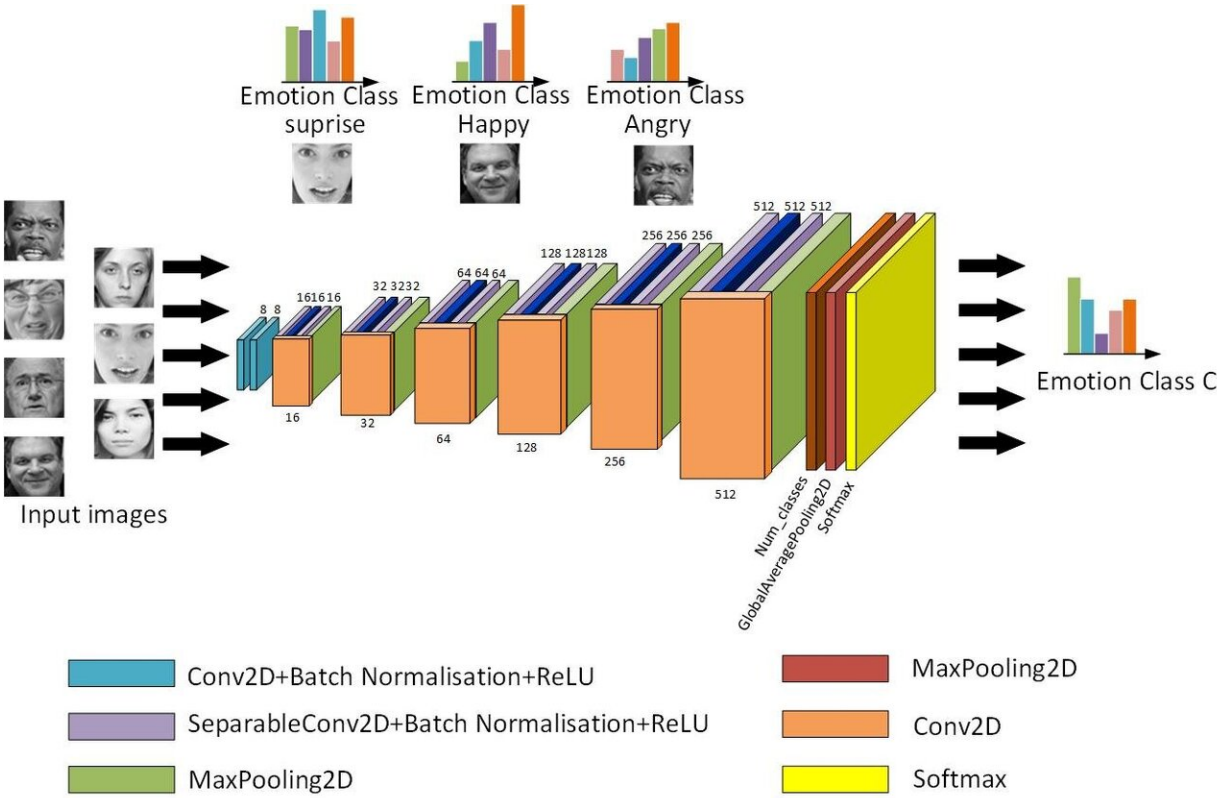 Emotion Class
suprise
Emotion Class
Happy
Emotion Class
Angry
512 512 512
256 256 256
128 128 128
64 64 64
32 32 32
16 16 16
8 8
16
32
64
128
256
512
Input images
Num_classes
GlobalAveragePooling2D
Softmax
Emotion Class C
Conv2D+Batch Normalisation+ReLU
SeparableConv2D+Batch Normalisation+ReLU
MaxPooling2D
MaxPooling2D
Conv2D
Softmax